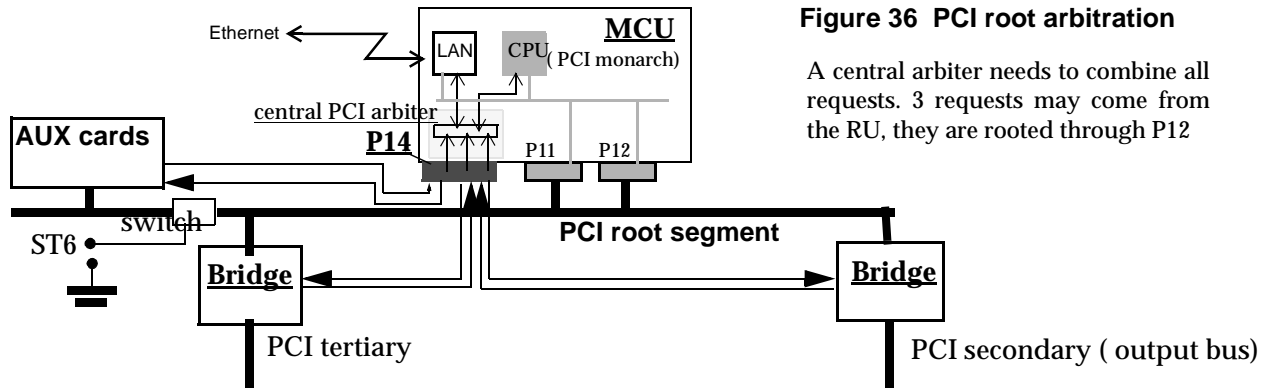 Figure 36 PCI root arbitration
A central arbiter needs to combine all
requests. 3 requests may come from
the RU, they are rooted through P12
Ethernet
MCU
LAN
CPU
( PCI monarch)
central PCI arbiter
P14
P11
P12
AUX cards
switch
ST6
PCI root segment
Bridge
Bridge
PCI tertiary
PCI secondary ( output bus)